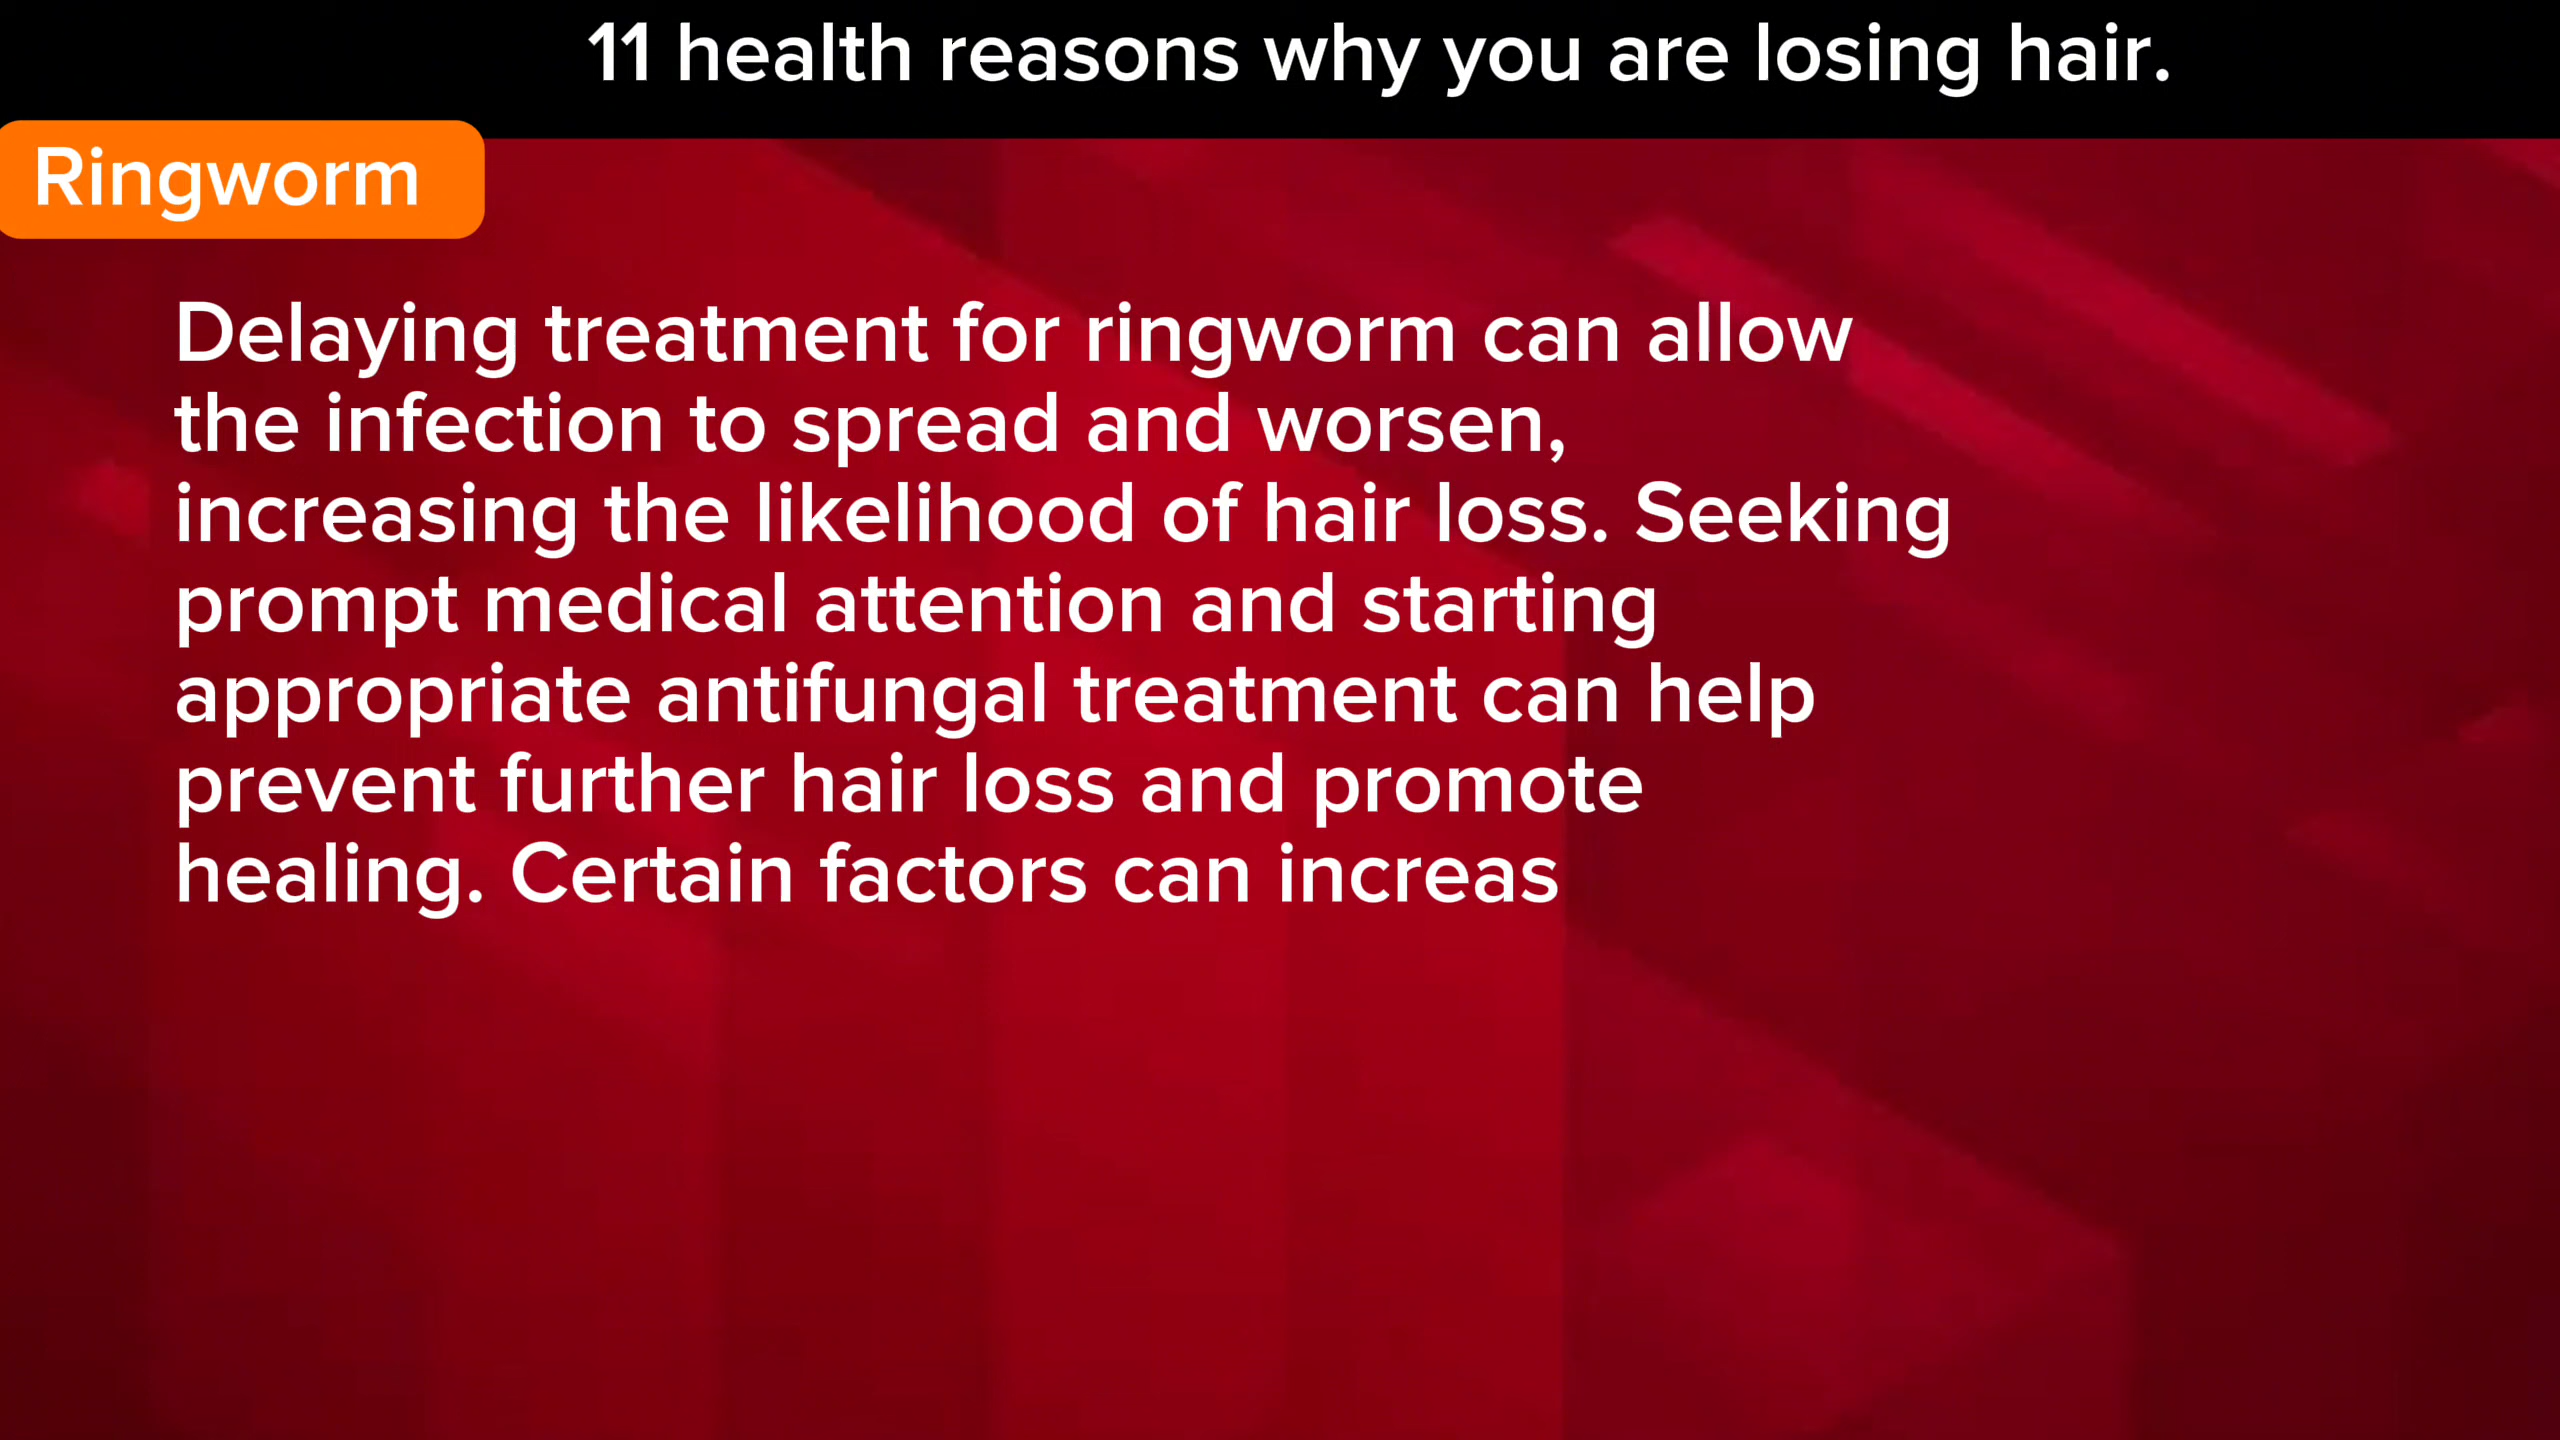 11 health reasons why you are losing hair.
Ringworm
Delaying treatment for ringworm can allow
the infection to spread and worsen,
increasing the likelihood of hair loss. Seeking
prompt medical attention and starting
appropriate antifungal treatment can help
prevent further hair loss and promote
healing. Certain factors can increas